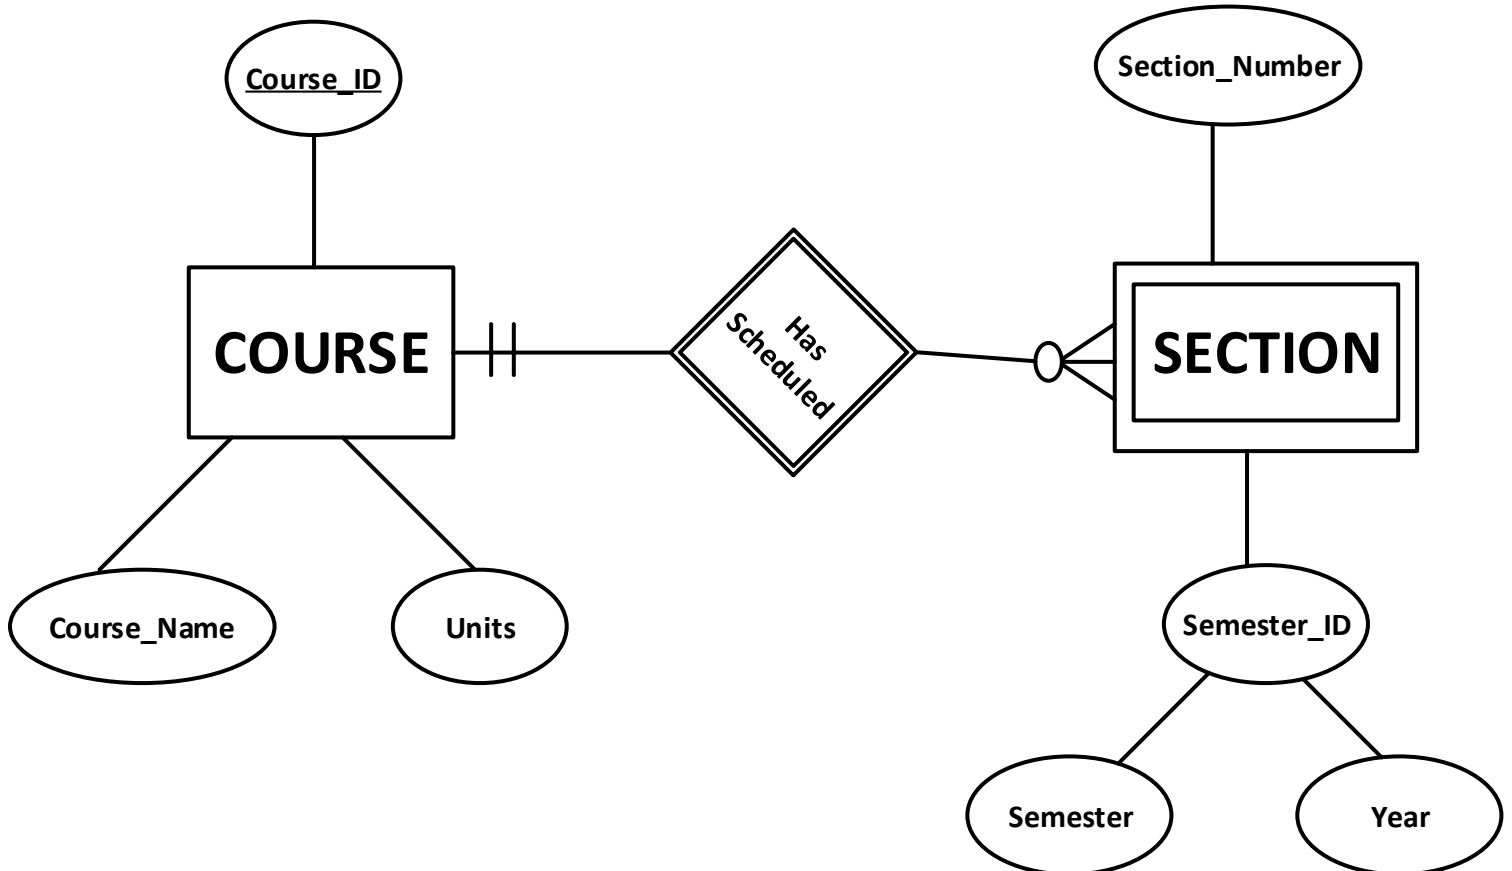 Course_ID
Section_Number
COURSE
Has
Scheduled
SECTION
Course_Name
Units
Semester_ID
Semester
Year